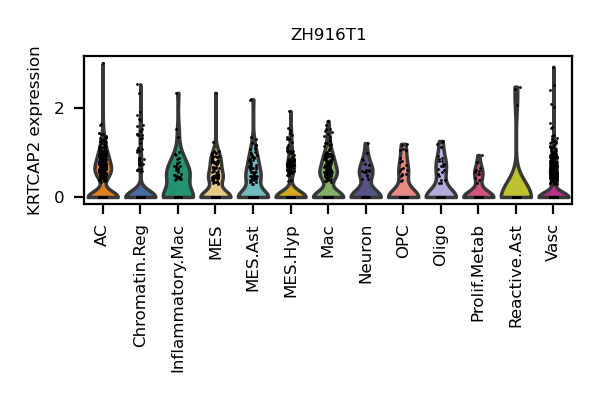 ZH916T1
KRTCAP2 expression
2
0
AC
Chromatin.Reg
Inflammatory.Mac
MES
MES.Ast
MES.Hyp
Mac
Neuron
OPC
Oligo
Prolif.Metab
Reactive.Ast
Vasc